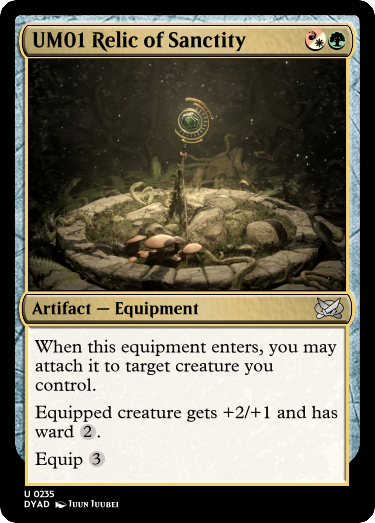 UM01 Relic of Sanctity
Artifact — Equipment
When this equipment enters, you may
attach it to target creature you
control.
Equipped creature gets +2/+1 and has
ward 2.
Equip 3
U 0235
DYAD Juun Juubei